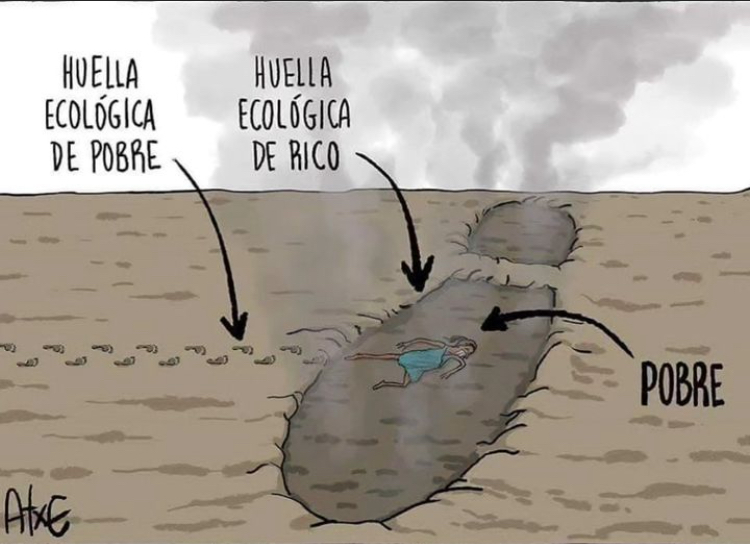 HUELLA
ECOLÓGICA
DE POBRE
HUELLA
ECOLÓGICA
DE RICO
POBRE
AtxE